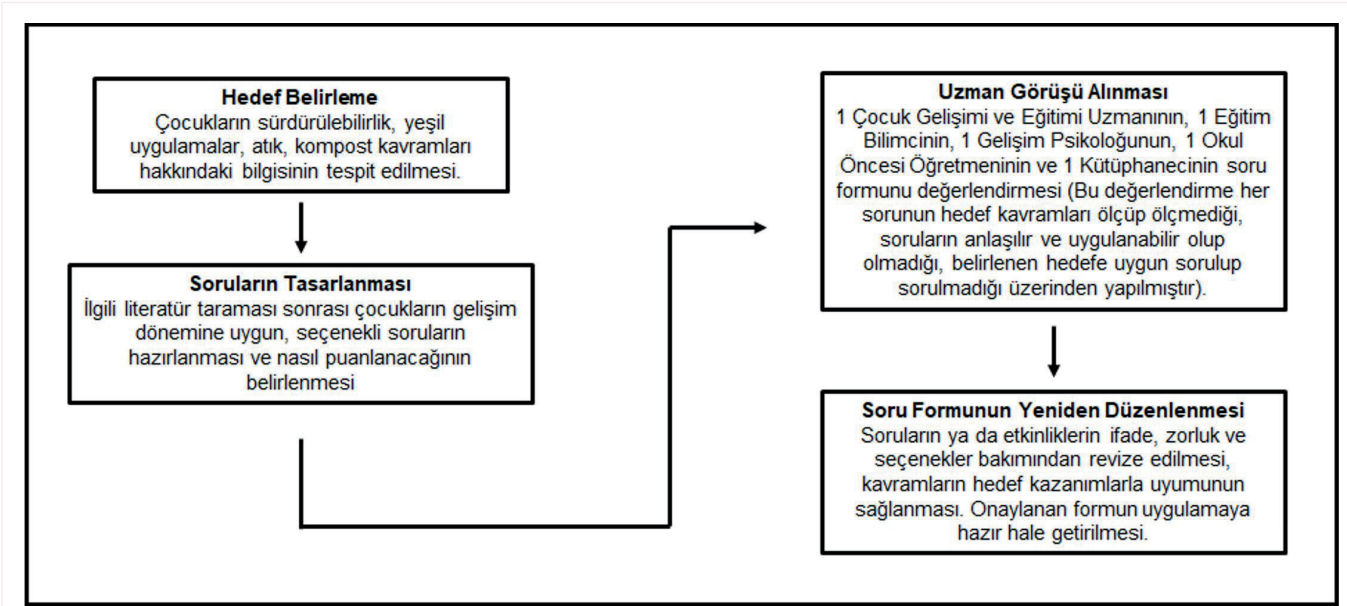 Hedef Belirleme
Çocukların sürdürülebilirlik, yeşil
uygulamalar, atık, kompost kavramları
hakkındaki bilgisinin tespit edilmesi.
Soruların Tasarlanması
İlgili literatür taraması sonrası çocukların gelişim
dönemine uygun, seçenekli soruların
hazırlanması ve nasıl puanlanacağının
belirlenmesi
Uzman Görüşü Alınması
1 Çocuk Gelişimi ve Eğitimi Uzmanının, 1 Eğitim
Bilimcinin, 1 Gelişim Psikoloğunun, 1 Okul
Öncesi Öğretmeninin ve 1 Kütüphanecinin soru
formunu değerlendirmesi (Bu değerlendirme her
sorunun hedef kavramları ölçüp ölçmediği,
soruların anlaşılır ve uygulanabilir olup
olmadığı, belirlenen hedefe uygun sorulup
sorulmadığı üzerinden yapılmıştır).
Soru Formunun Yeniden Düzenlenmesi
Soruların ya da etkinliklerin ifade, zorluk ve
seçenekler bakımından revize edilmesi,
kavramların hedef kazanımlarla uyumunun
sağlanması. Onaylanan formun uygulamaya
hazır hale getirilmesi.